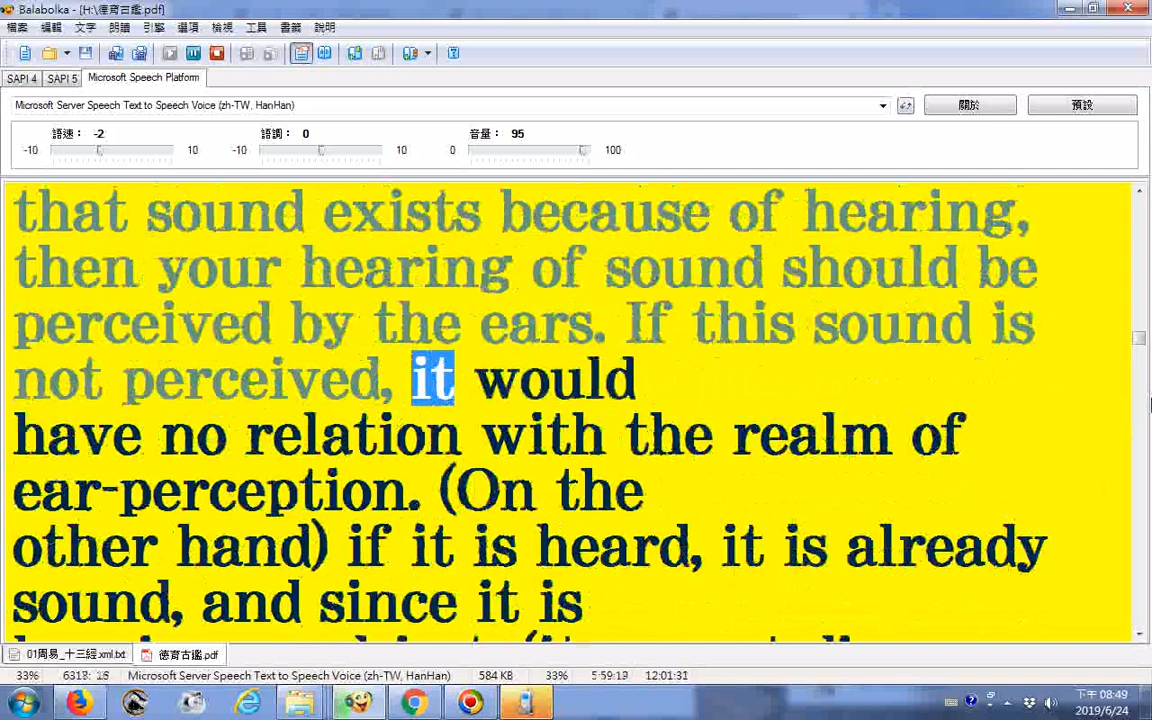 Balabolka - [H:\德育古鑑.pdf]
檔案 編輯 文字 朗讀 引擎 選項 檢視 工具 書籤 說明
SAPI 4 SAPI 5 Microsoft Speech Platform
Microsoft Server Speech Text to Speech Voice (zh-TW, HanHan) 關於 預設
語速： -2 語調： 0 音量： 95
-10 10 -10 10 0 100
that sound exists because of hearing,
then your hearing of sound should be
perceived by the ears. If this sound is
not perceived, it would
have no relation with the realm of
ear-perception. (On the
other hand) if it is heard, it is already
sound, and since it is
01周易_十三經.xml.txt 德育古鑑.pdf
33% 6313: 18 Microsoft Server Speech Text to Speech Voice (zh-TW, HanHan) 584 KB 33% 5:59:19 12:01:31
下午 08:49
2019/6/24